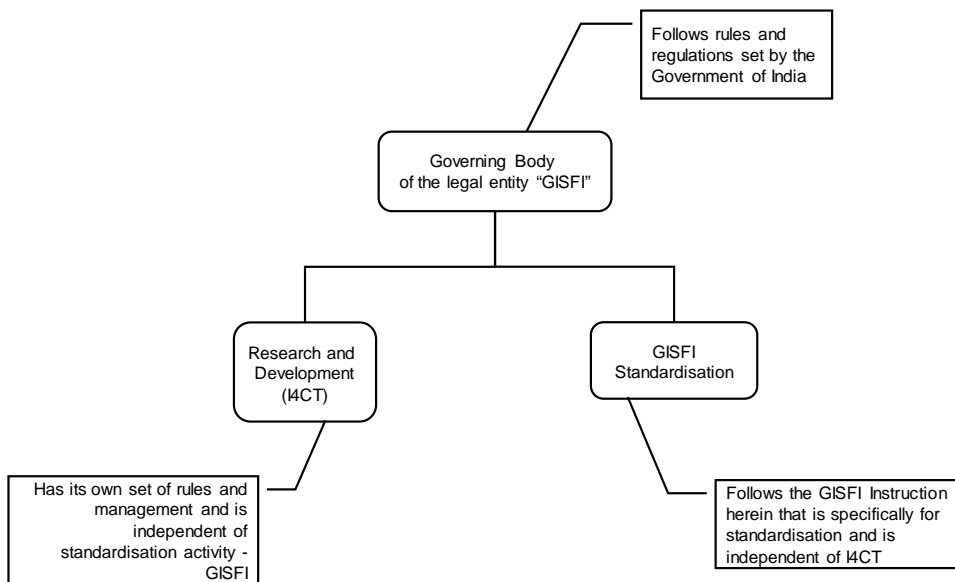 Follows rules and
regulations set by the
Government of India
Governing Body
of the legal entity “GISFI”
Research and
Development
(I4CT)
GISFI
Standardisation
Has its own set of rules and
management and is
independent of
standardisation activity -
GISFI
Follows the GISFI Instruction
herein that is specifically for
standardisation and is
independent of I4CT